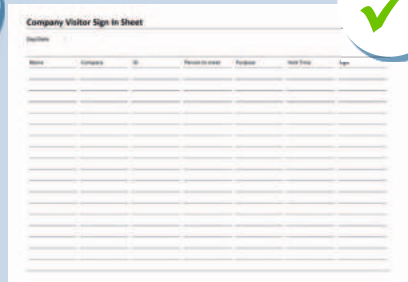 Company Visitor Sign In Sheet
Day/Date :
Name Company ID Person to meet Purpose Visit Time Sign